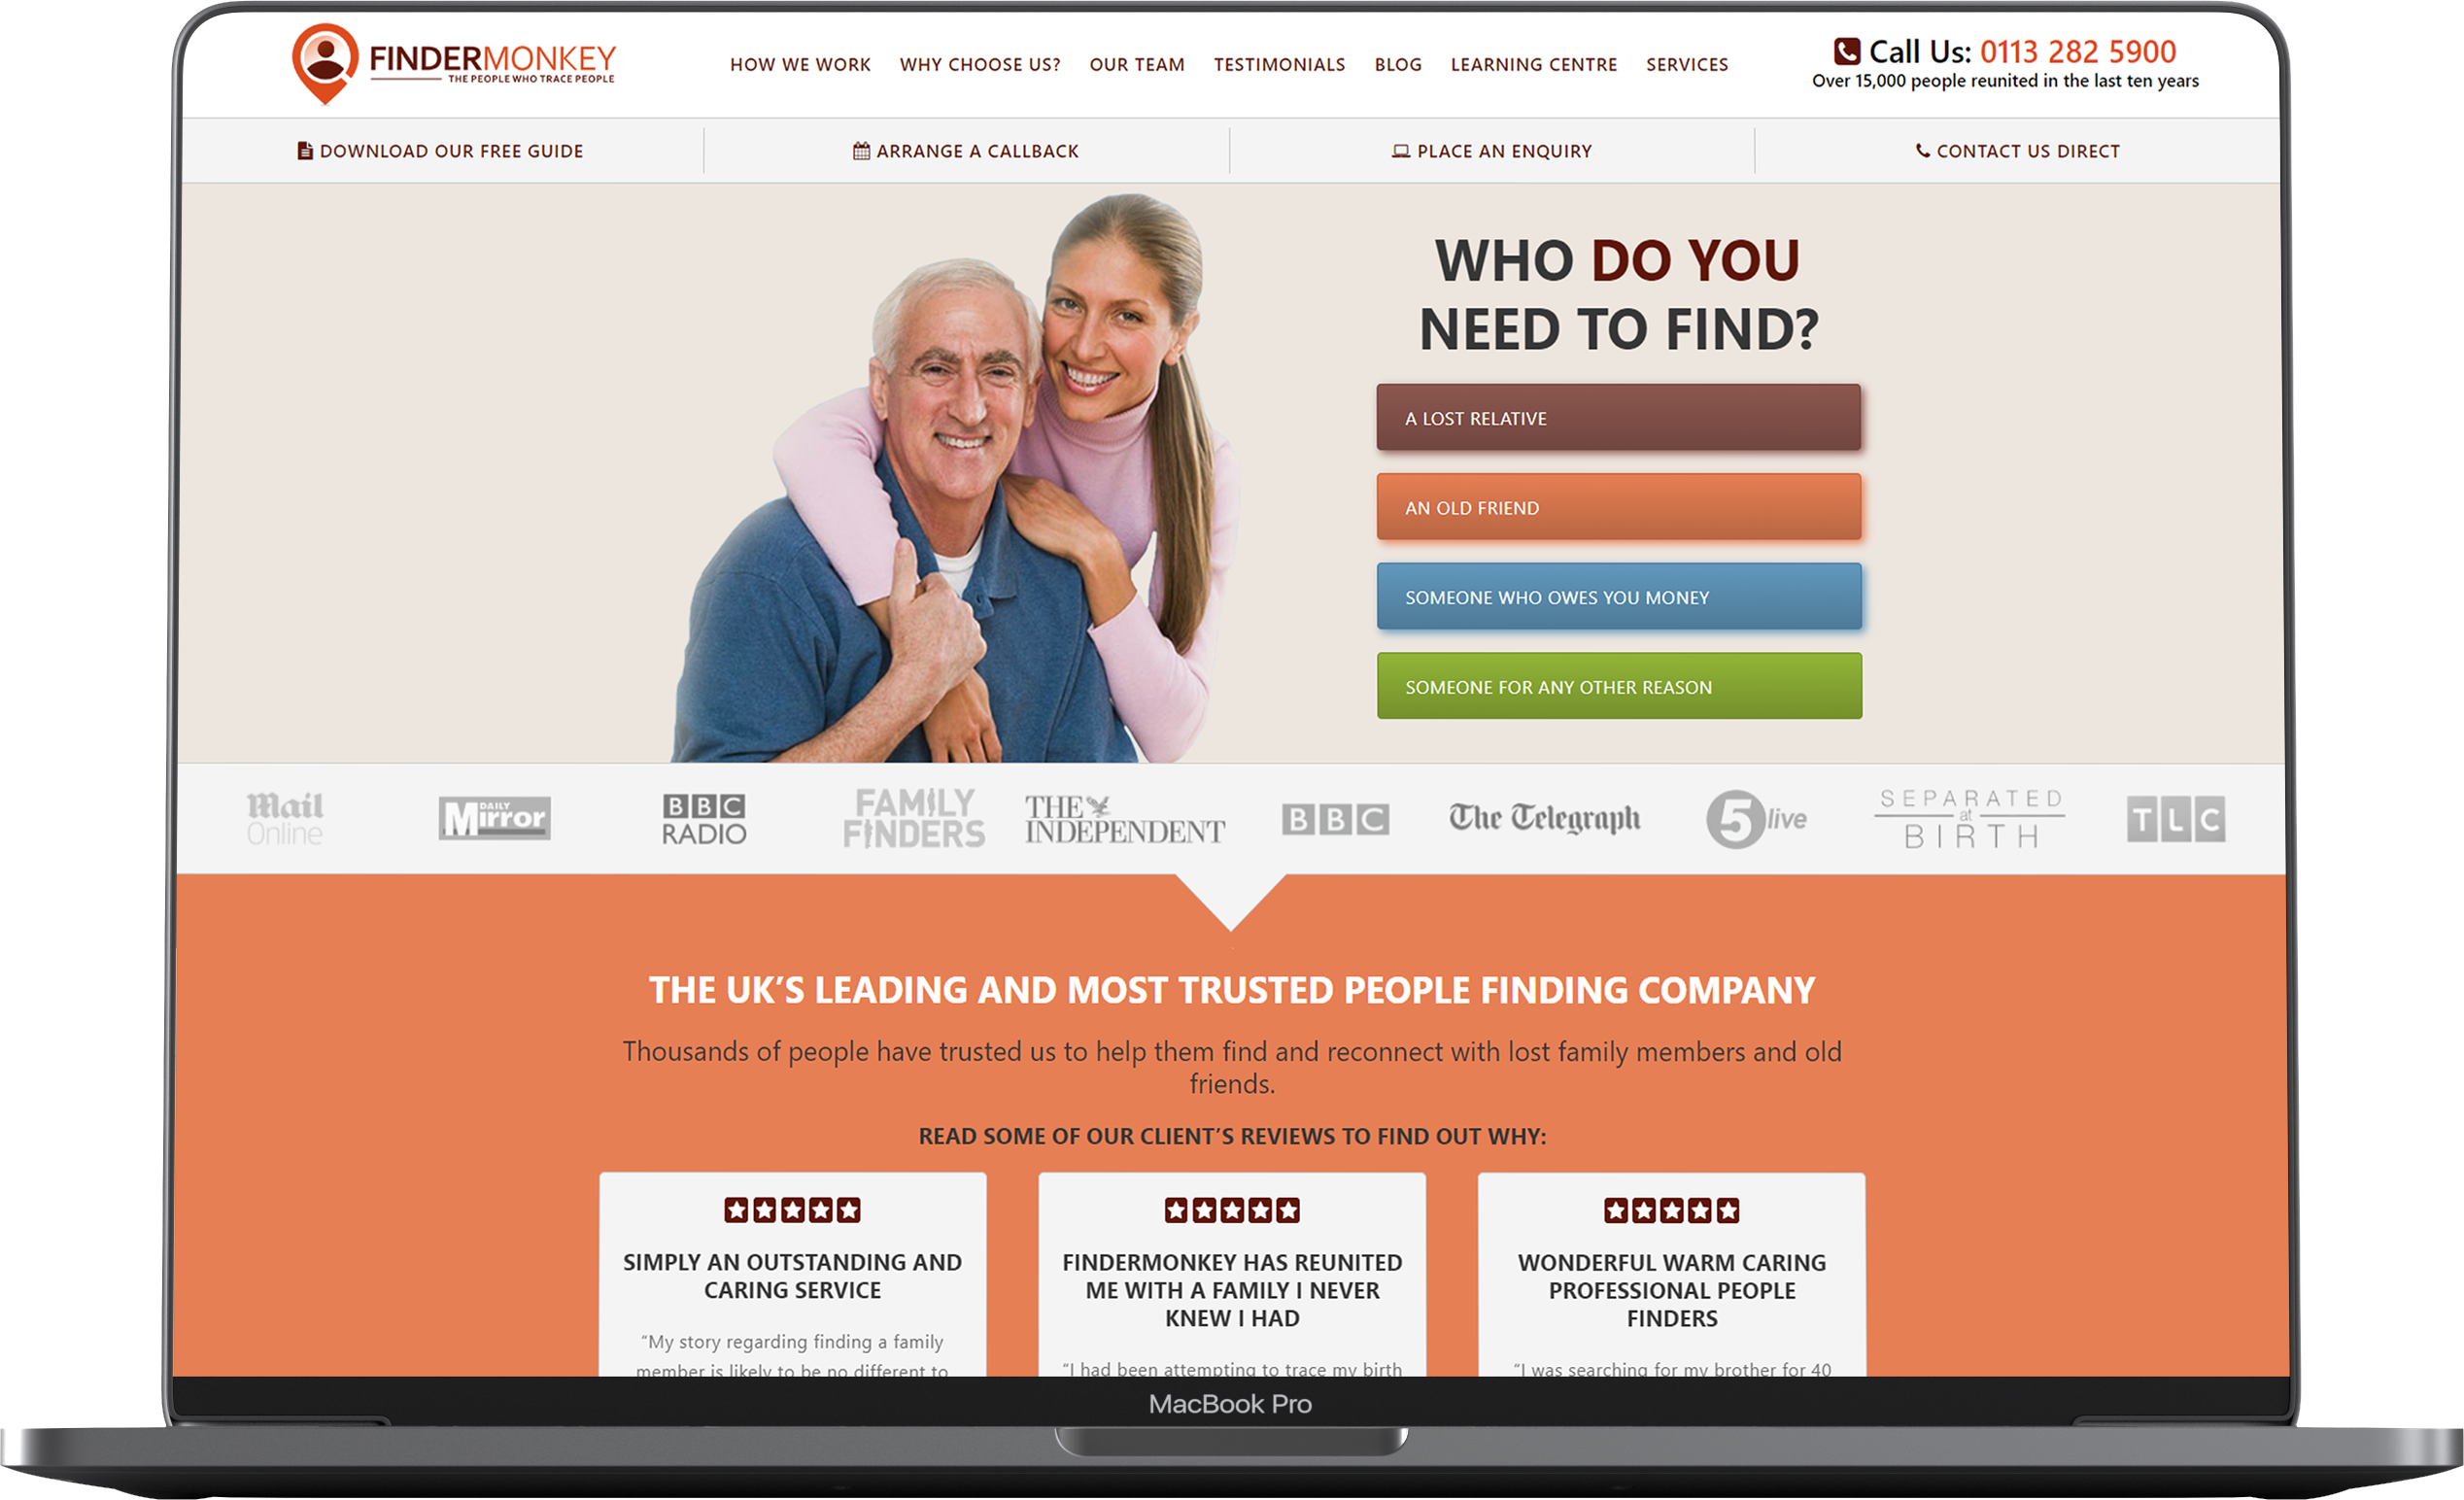 FINDERMONKEY
THE PEOPLE WHO TRACE PEOPLE
HOW WE WORK WHY CHOOSE US? OUR TEAM TESTIMONIALS BLOG LEARNING CENTRE SERVICES
Call Us: 0113 282 5900
Over 15,000 people reunited in the last ten years
DOWNLOAD OUR FREE GUIDE ARRANGE A CALLBACK PLACE AN ENQUIRY CONTACT US DIRECT
WHO DO YOU
NEED TO FIND?
A LOST RELATIVE
AN OLD FRIEND
SOMEONE WHO OWES YOU MONEY
SOMEONE FOR ANY OTHER REASON
Mail
Online
DAILY
Mirror
BBC
RADIO
FAMILY
FINDERS
THE
INDEPENDENT
BBC
The Telegraph
5 live
SEPARATED
at
BIRTH
TLC
THE UK’S LEADING AND MOST TRUSTED PEOPLE FINDING COMPANY
Thousands of people have trusted us to help them find and reconnect with lost family members and old
friends.
READ SOME OF OUR CLIENT’S REVIEWS TO FIND OUT WHY:
SIMPLY AN OUTSTANDING AND
CARING SERVICE
“My story regarding finding a family
member is likely to be no different to
FINDERMONKEY HAS REUNITED
ME WITH A FAMILY I NEVER
KNEW I HAD
“I had been attempting to trace my birth
WONDERFUL WARM CARING
PROFESSIONAL PEOPLE
FINDERS
“I was searching for my brother for 40
MacBook Pro